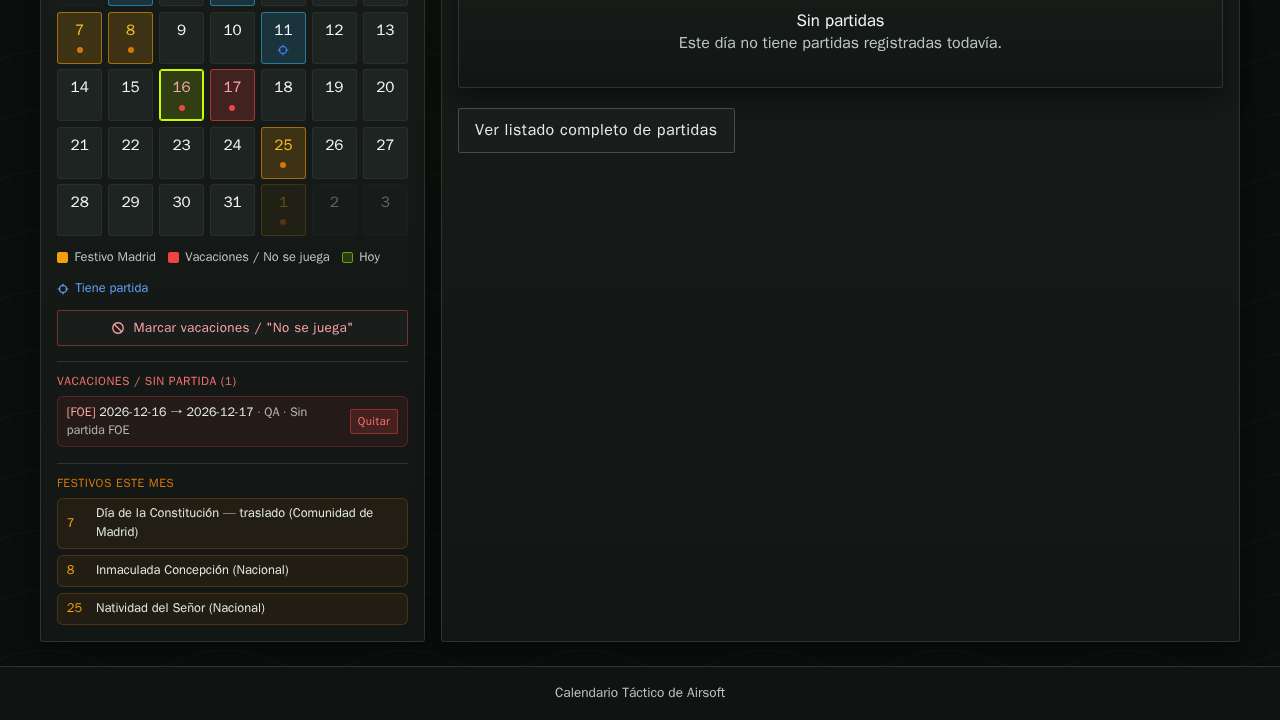 7 8 9 10 11 12 13
14 15 16 17 18 19 20
21 22 23 24 25 26 27
28 29 30 31 1 2 3
Festivo Madrid Vacaciones / No se juega Hoy
Tiene partida
Marcar vacaciones / "No se juega"
VACACIONES / SIN PARTIDA (1)
[FOE] 2026-12-16 → 2026-12-17 · QA · Sin
partida FOE
Quitar
FESTIVOS ESTE MES
7 Día de la Constitución — traslado (Comunidad de
Madrid)
8 Inmaculada Concepción (Nacional)
25 Natividad del Señor (Nacional)
Sin partidas
Este día no tiene partidas registradas todavía.
Ver listado completo de partidas
Calendario Táctico de Airsoft